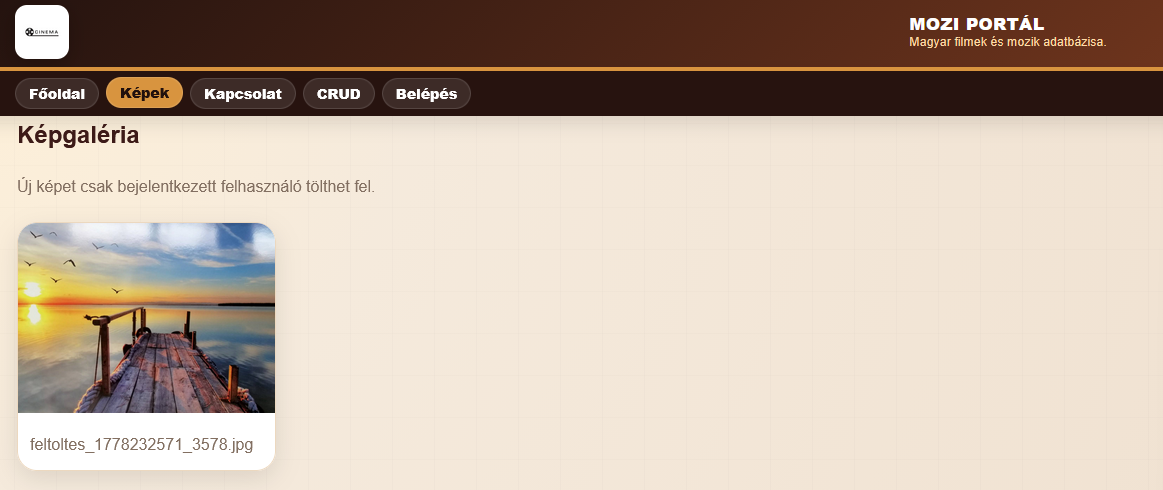 CINEMA
MOZI PORTÁL
Magyar filmek és mozik adatbázisa.
Főoldal
Képek
Kapcsolat
CRUD
Belépés
Képgaléria
Új képet csak bejelentkezett felhasználó tölthet fel.
feltoltes_1778232571_3578.jpg